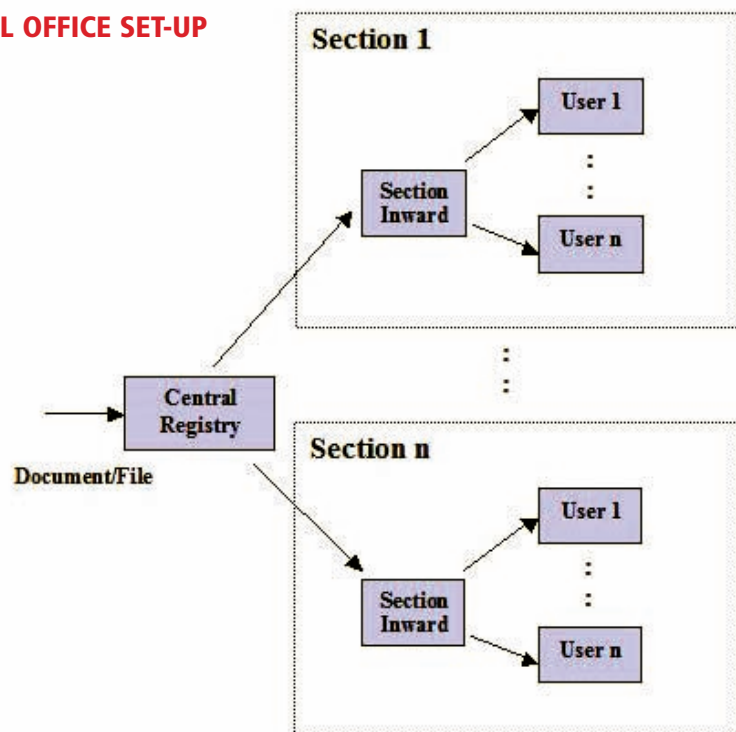 L OFFICE SET-UP
Section 1
User 1
:
:
Section
Inward
User n
:
:
Central
Registry
Document/File
Section n
User 1
:
:
Section
Inward
User n